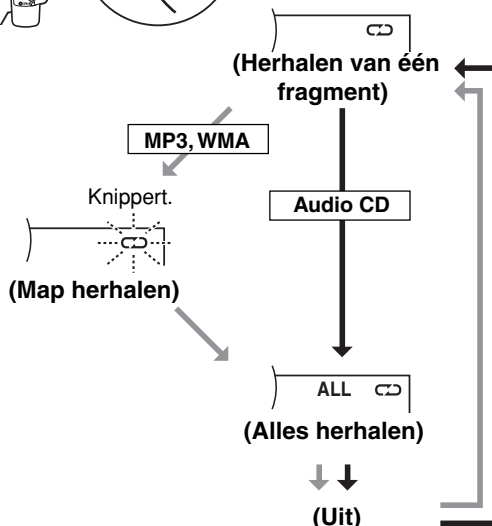 (Herhalen van één
fragment)
MP3, WMA
Audio CD
Knippert.
(Map herhalen)
ALL
(Alles herhalen)
(Uit)